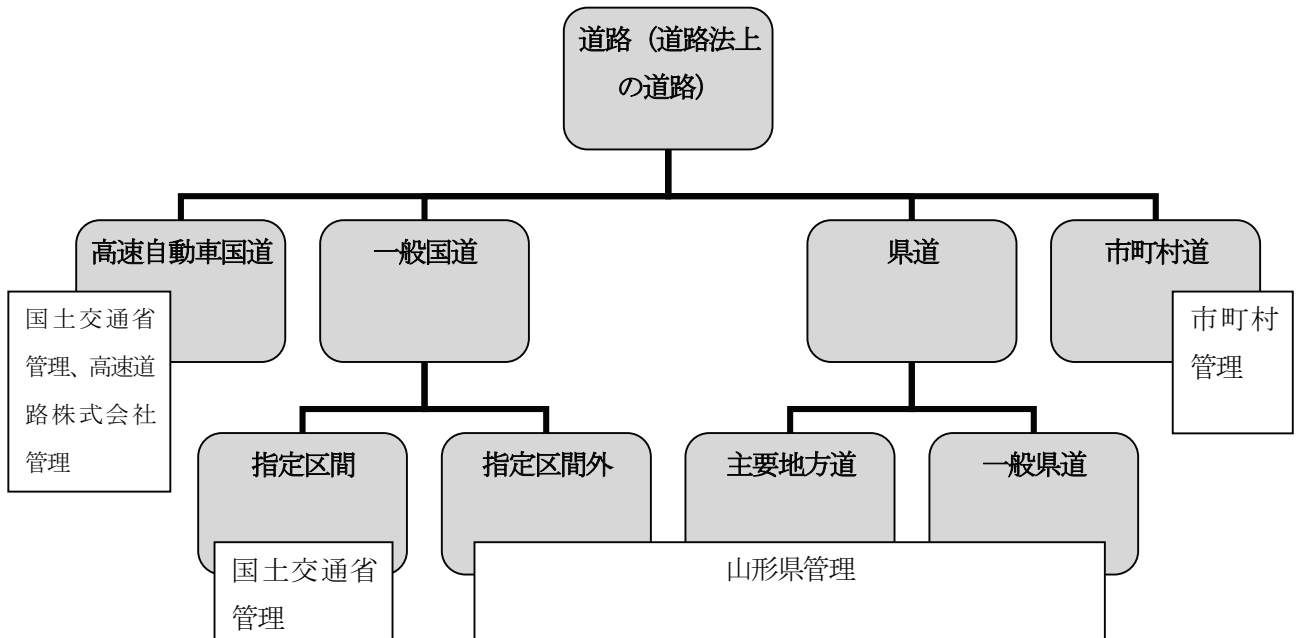 道路（道路法上
の道路）
高速自動車国道
一般国道
県道
市町村道
国土交通省
管理、高速道
路株式会社
管理
市町村
管理
指定区間
指定区間外
主要地方道
一般県道
国土交通省
管理
山形県管理